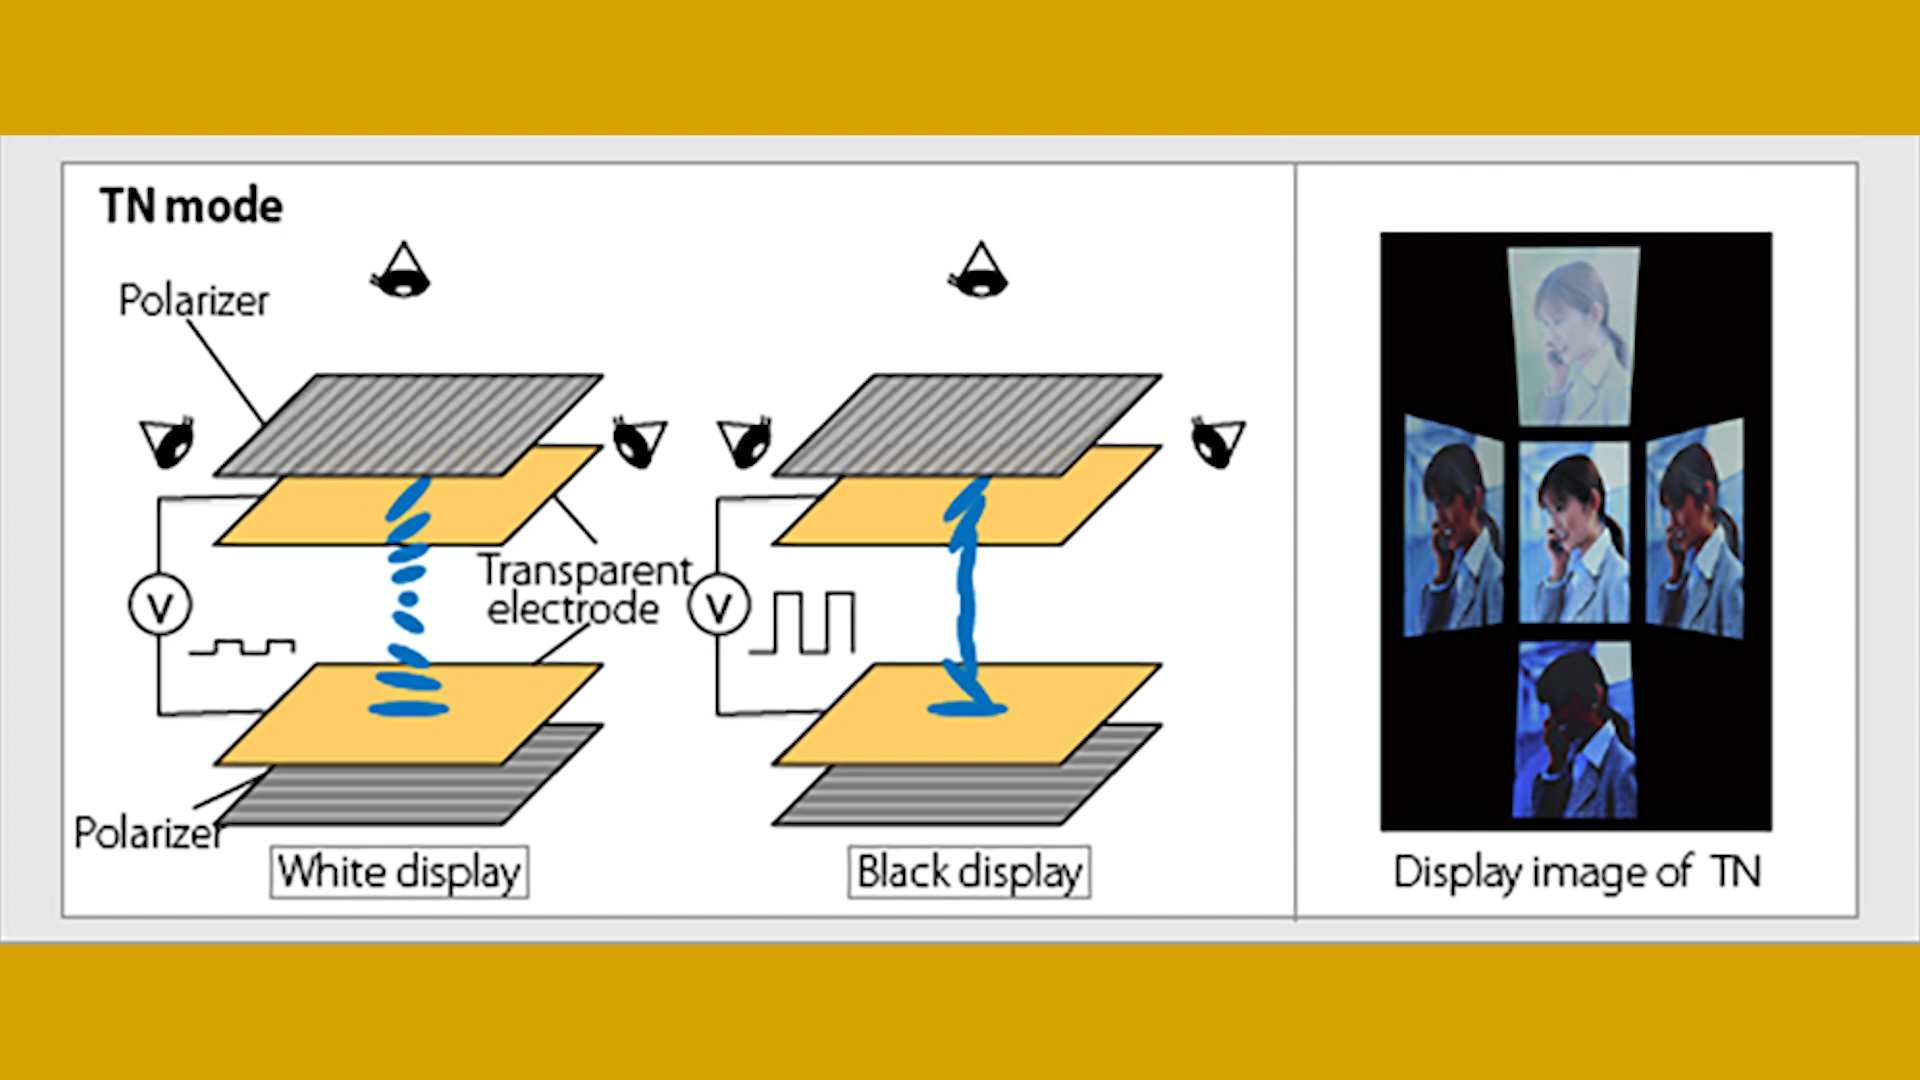 TN mode
Polarizer
Transparent
electrode
V
V
Polarizer
White display
Black display
Display image of TN